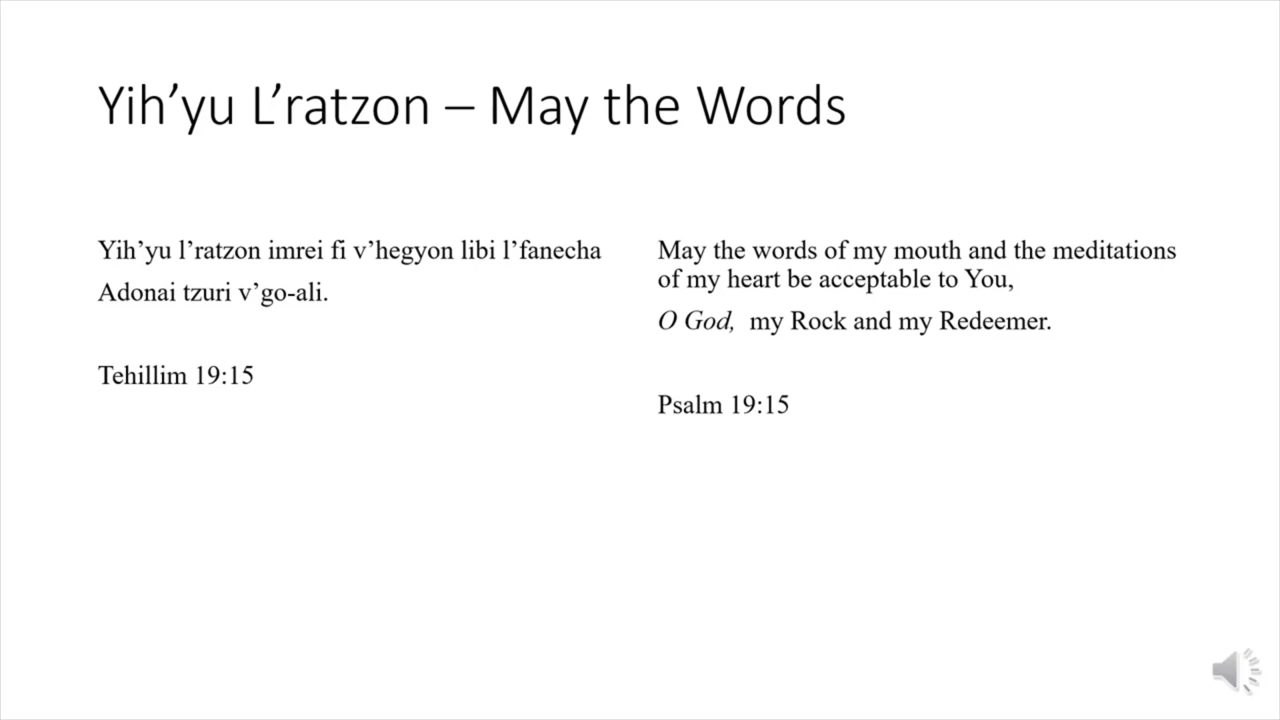 Yih’yu L’ratzon – May the Words
Yih’yu l’ratzon imrei fi v’hegyon libi l’fanecha
Adonai tzuri v’go-ali.
Tehillim 19:15
May the words of my mouth and the meditations
of my heart be acceptable to You,
O God,  my Rock and my Redeemer.
Psalm 19:15